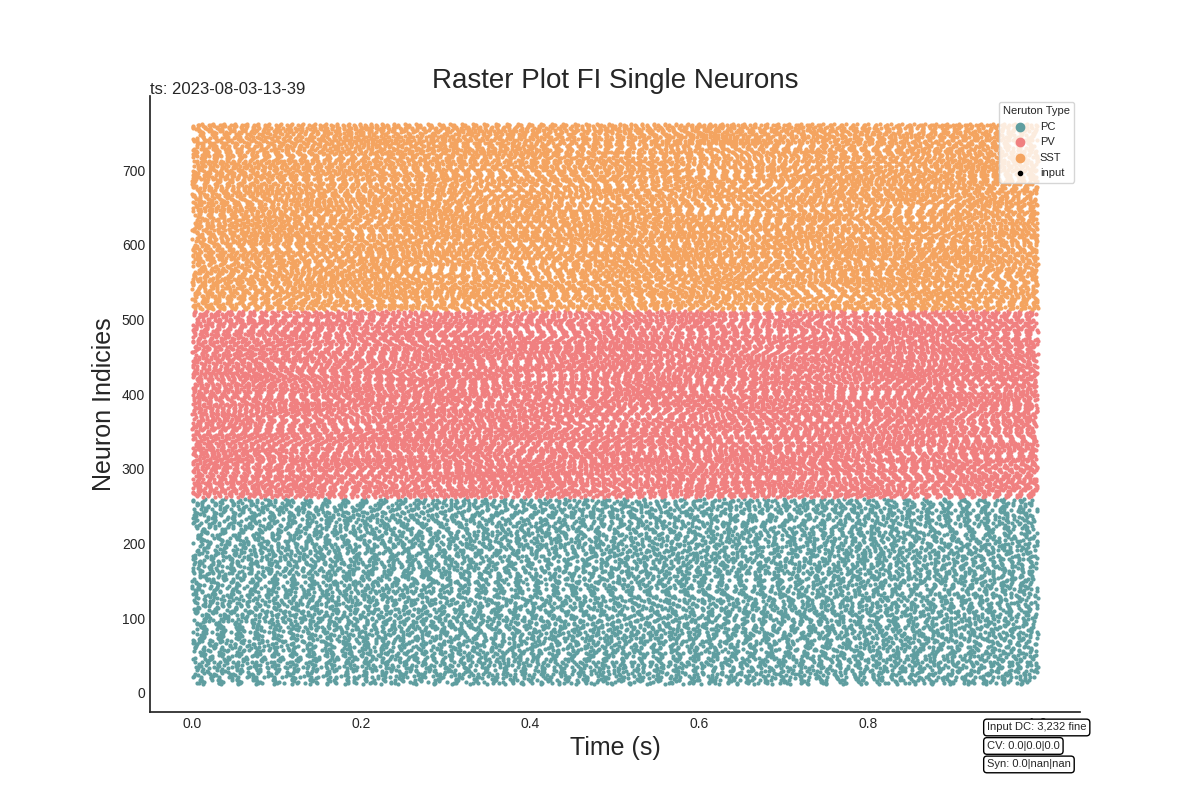 Raster Plot FI Single Neurons
ts: 2023-08-03-13-39
Neruton Type
PC
PV
SST
input
Neuron Indicies
700
600
500
400
300
200
100
0
0.0
0.2
0.4
0.6
0.8
Time (s)
Input DC: 3,232 fine
CV: 0.0|0.0|0.0
Syn: 0.0|nan|nan